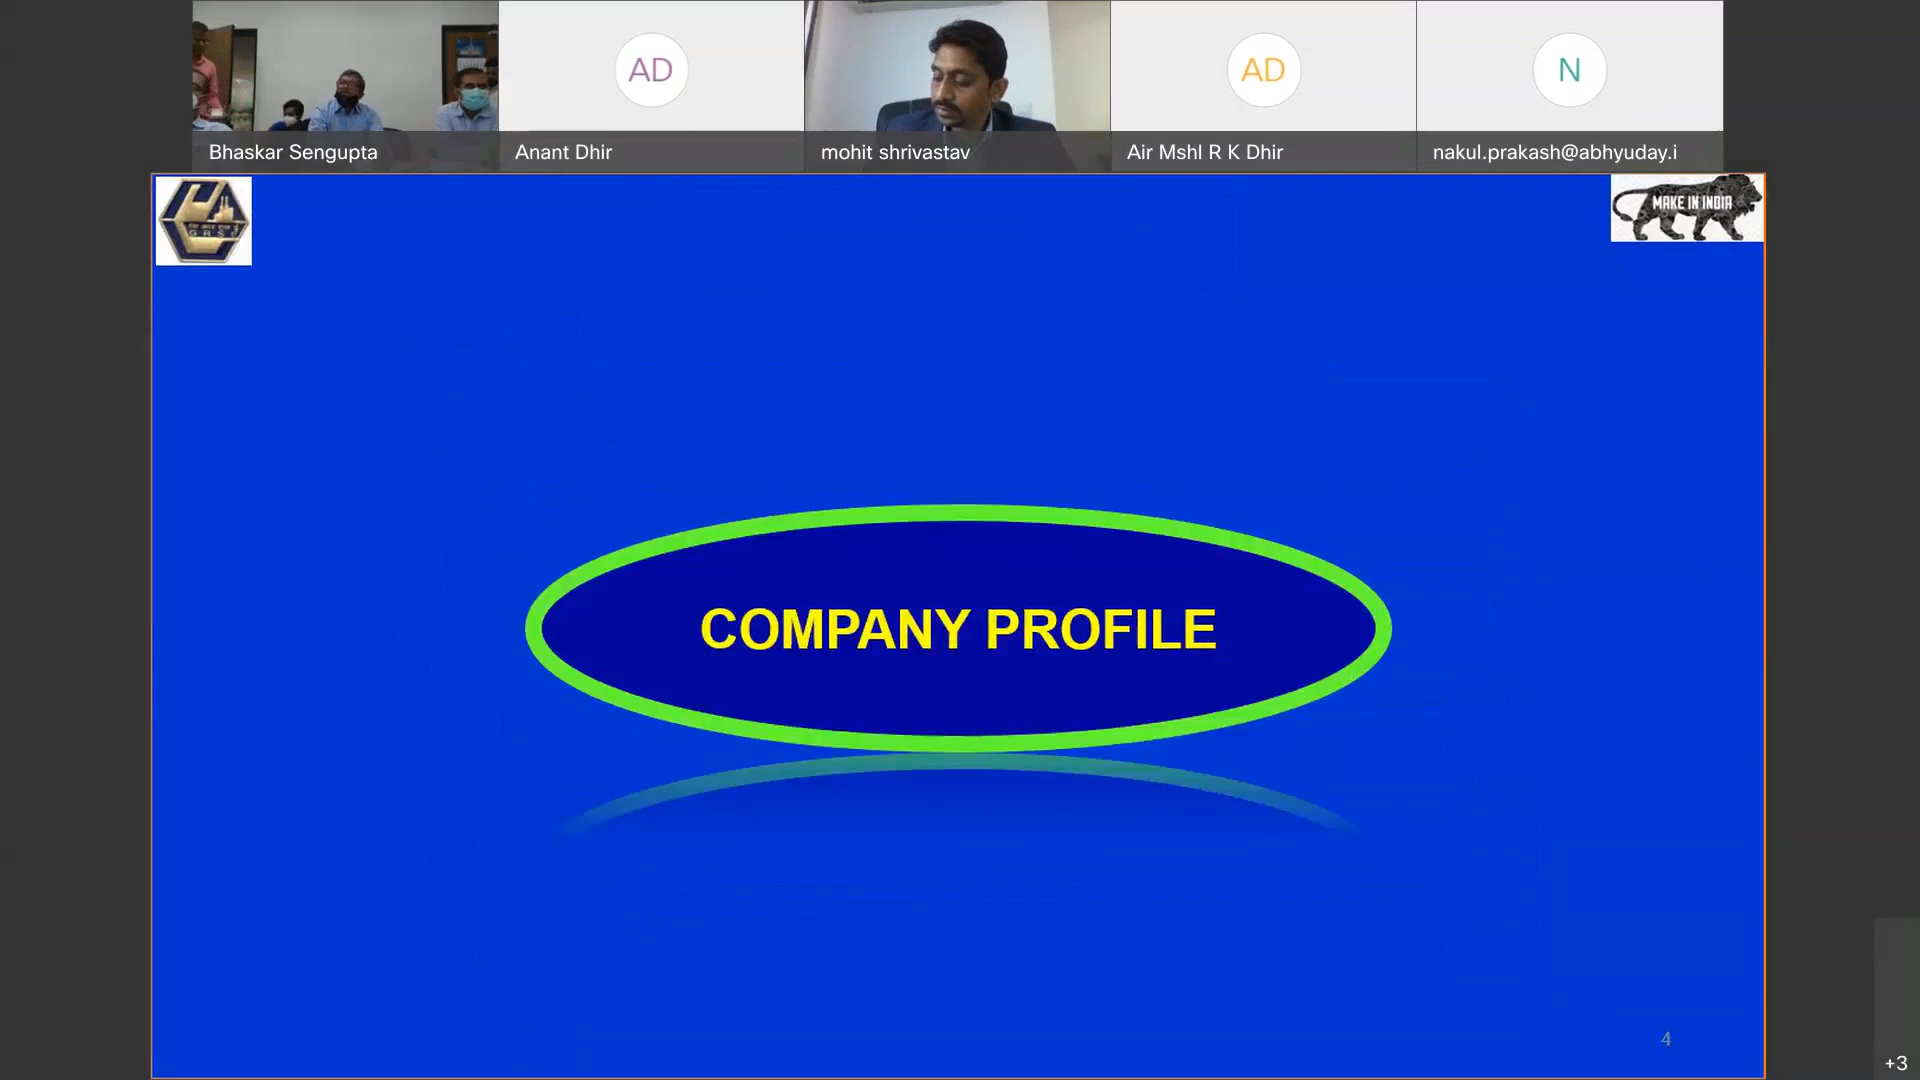 AD
AD
N
Bhaskar Sengupta
Anant Dhir
mohit shrivastav
Air Mshl R K Dhir
nakul.prakash@abhyuday.i
MAKE IN INDIA
GRSE
COMPANY PROFILE
4
+3